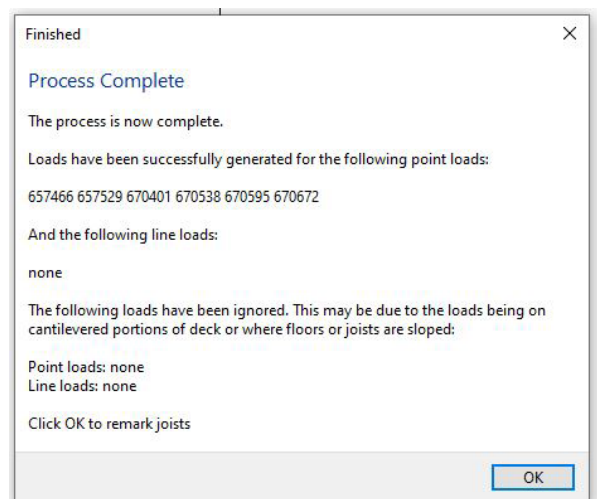 Finished
Process Complete
The process is now complete.
Loads have been successfully generated for the following point loads:
657466 657529 670401 670538 670595 670672
And the following line loads:
none
The following loads have been ignored. This may be due to the loads being on
cantilevered portions of deck or where floors or joists are sloped:
Point loads: none
Line loads: none
Click OK to remark joists
OK